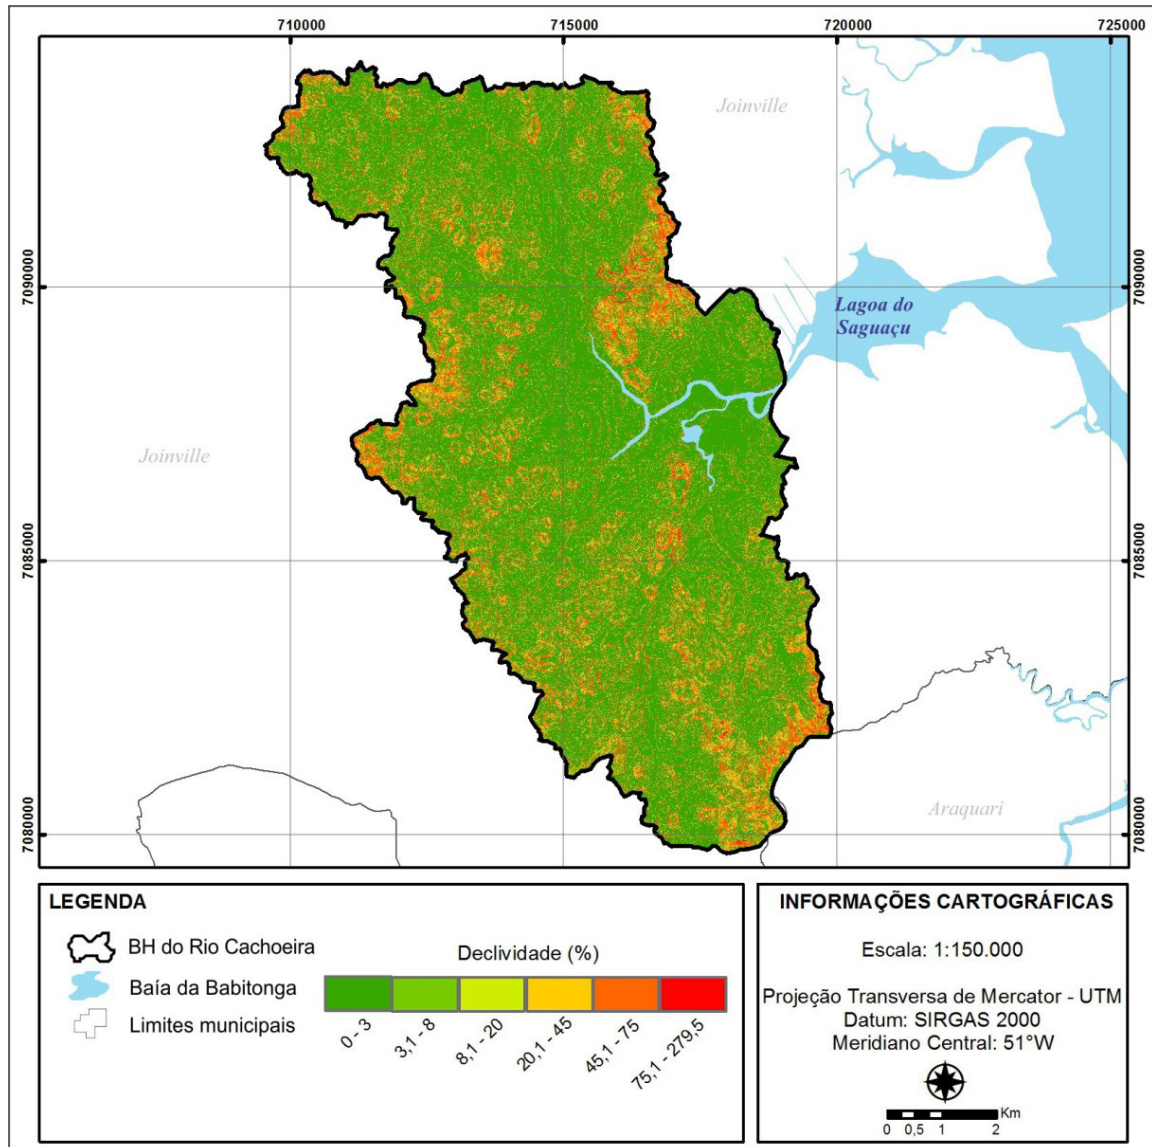 710000
715000
720000
725000
Joinville
7090000
7090000
Lagoa do
Saguaçu
Joinville
7085000
7085000
Araquari
7080000
7080000
LEGENDA
BH do Rio Cachoeira
Baía da Babitonga
Limites municipais
Declividade (%)
0 - 3
3,1 - 8
8,1 - 20
20,1 - 45
45,1 - 75
75,1 - 279,5
INFORMAÇÕES CARTOGRÁFICAS
Escala: 1:150.000
Projeção Transversa de Mercator - UTM
Datum: SIRGAS 2000
Meridiano Central: 51°W
Km
0 0,5 1 2